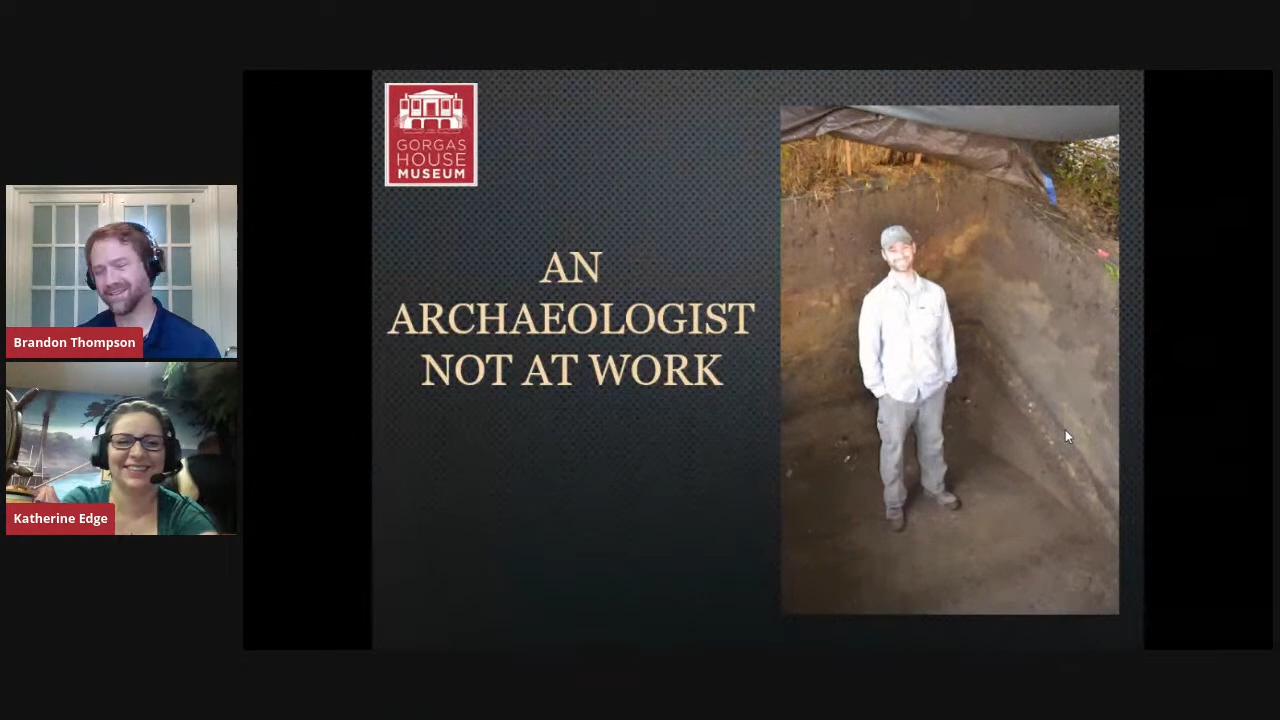 GORGAS
HOUSE
MUSEUM
AN
ARCHAEOLOGIST
NOT AT WORK
Brandon Thompson
Katherine Edge